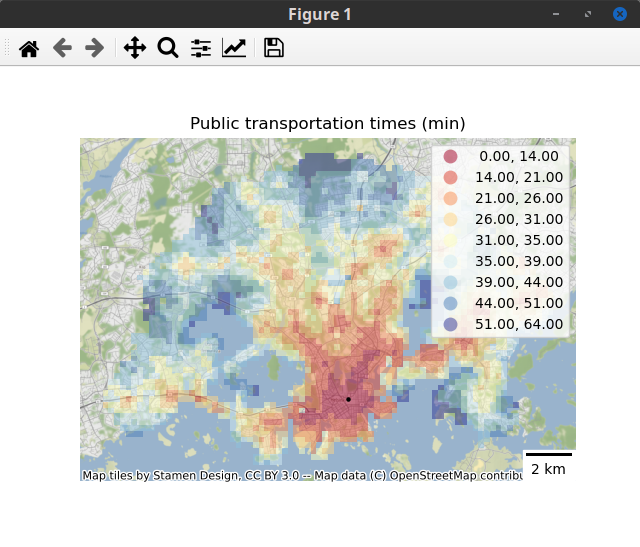 Figure 1
Public transportation times (min)
0.00, 14.00
14.00, 21.00
21.00, 26.00
26.00, 31.00
31.00, 35.00
35.00, 39.00
39.00, 44.00
44.00, 51.00
51.00, 64.00
Map tiles by Stamen Design, CC BY 3.0 -- Map data (C) OpenStreetMap contribu
2 km